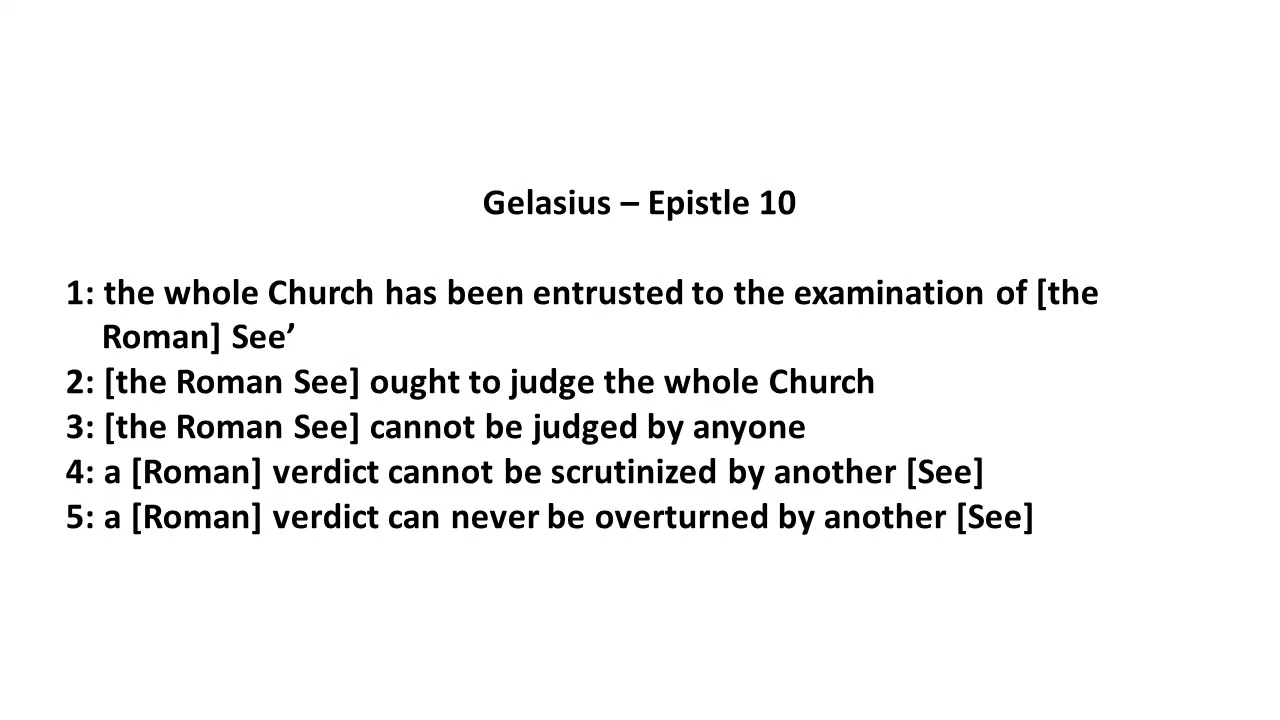 Gelasius – Epistle 10
1: the whole Church has been entrusted to the examination of [the
Roman] See’
2: [the Roman See] ought to judge the whole Church
3: [the Roman See] cannot be judged by anyone
4: a [Roman] verdict cannot be scrutinized by another [See]
5: a [Roman] verdict can never be overturned by another [See]